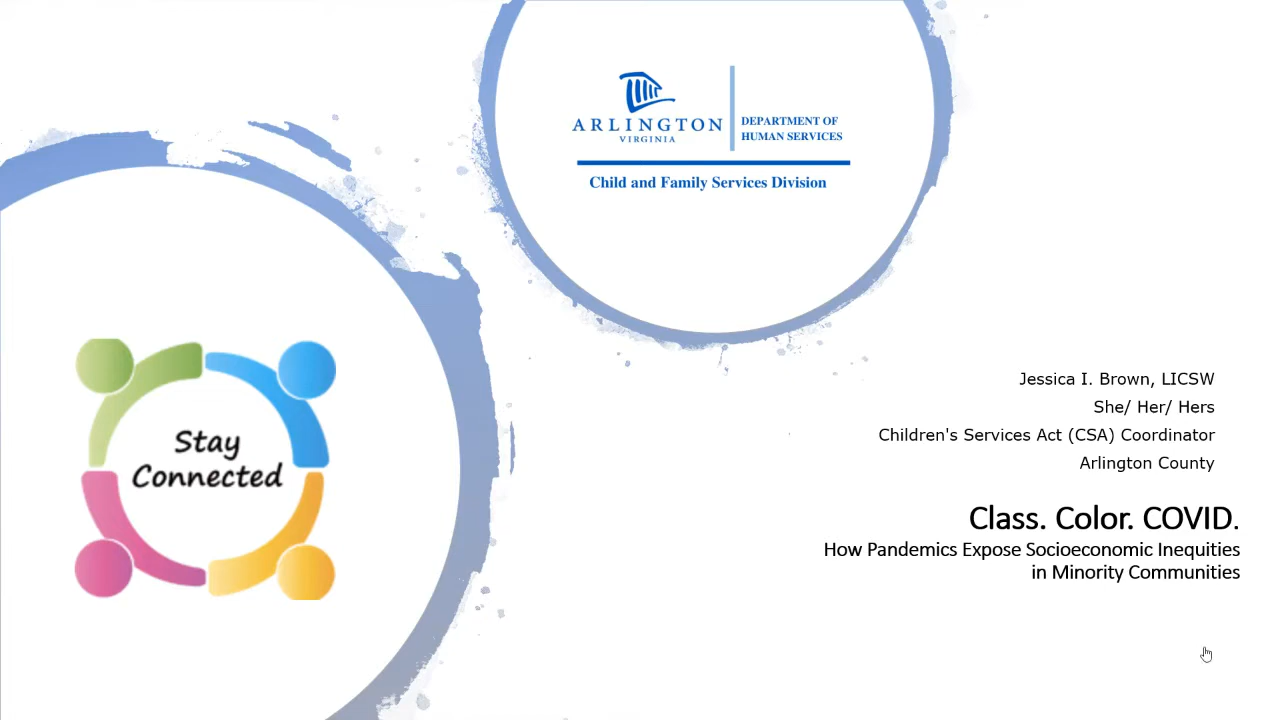 ARLINGTON
VIRGINIA
DEPARTMENT OF
HUMAN SERVICES
Child and Family Services Division
Stay
Connected
Jessica I. Brown, LICSW
She/ Her/ Hers
Children's Services Act (CSA) Coordinator
Arlington County
Class. Color. COVID.
How Pandemics Expose Socioeconomic Inequities
in Minority Communities